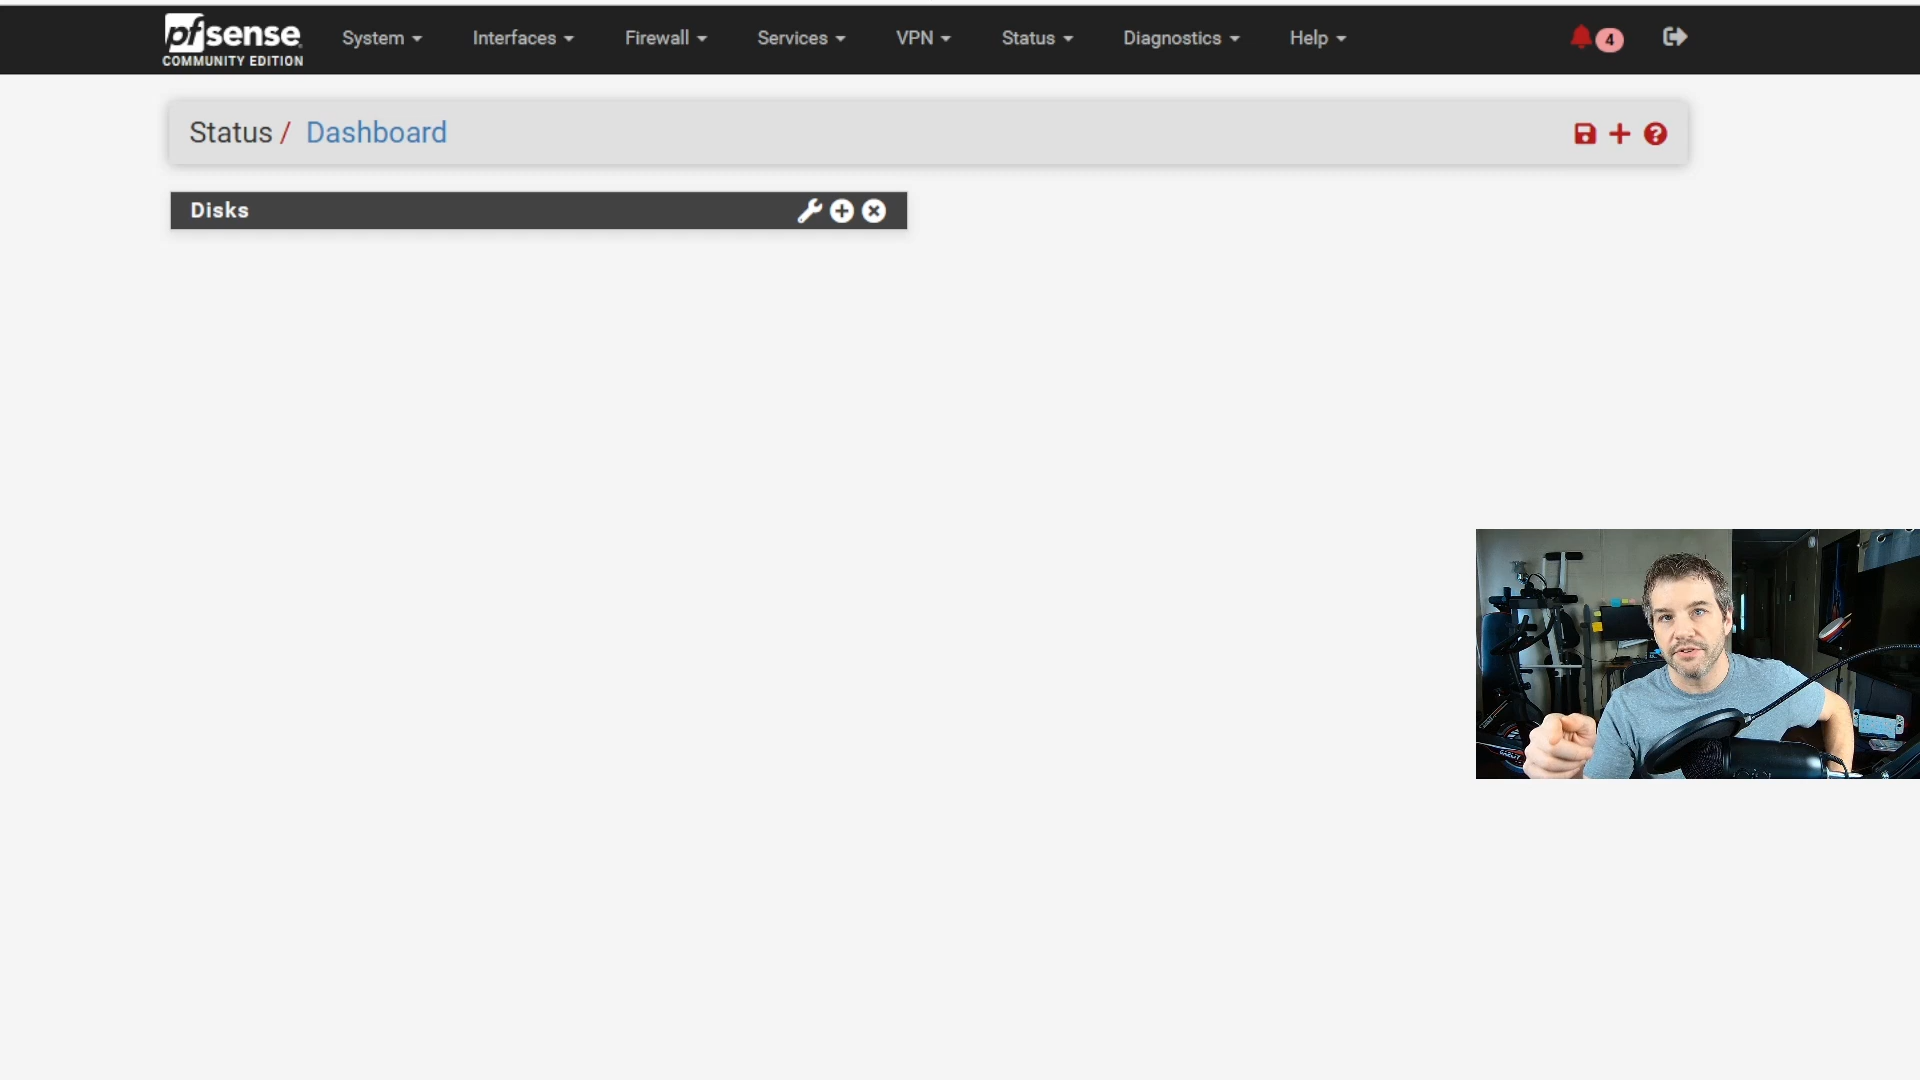 pfsense
COMMUNITY EDITION
System
Interfaces
Firewall
Services
VPN
Status
Diagnostics
Help
4
Status / Dashboard
Disks